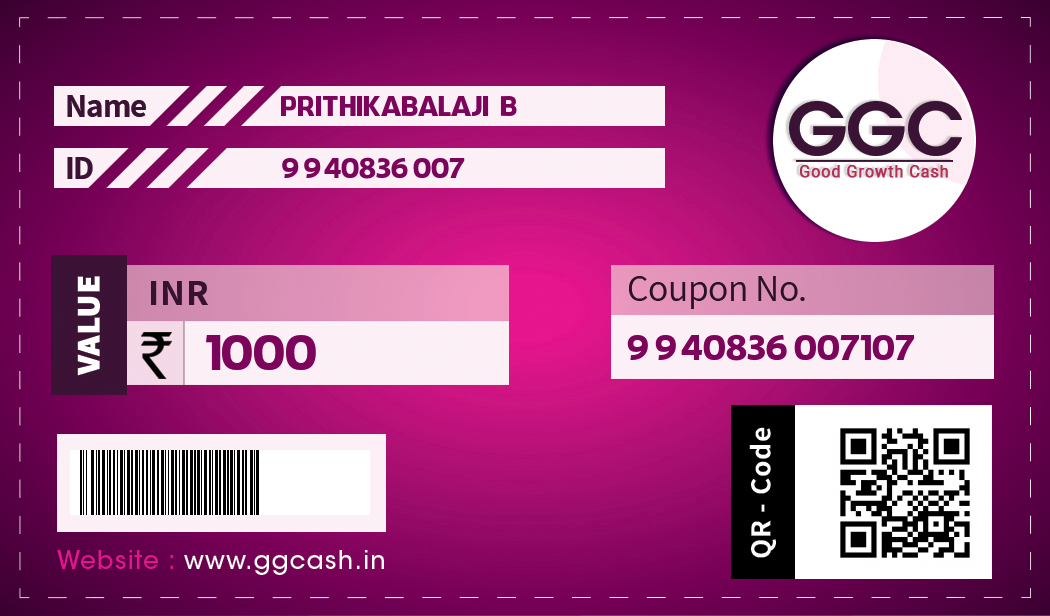 Name PRITHIKABALAJI B
ID 9 9 40836 007
GGC
Good Growth Cash
VALUE
INR
₹ 1000
Coupon No.
9 9 40836 007107
QR - Code
Website : www.ggcash.in